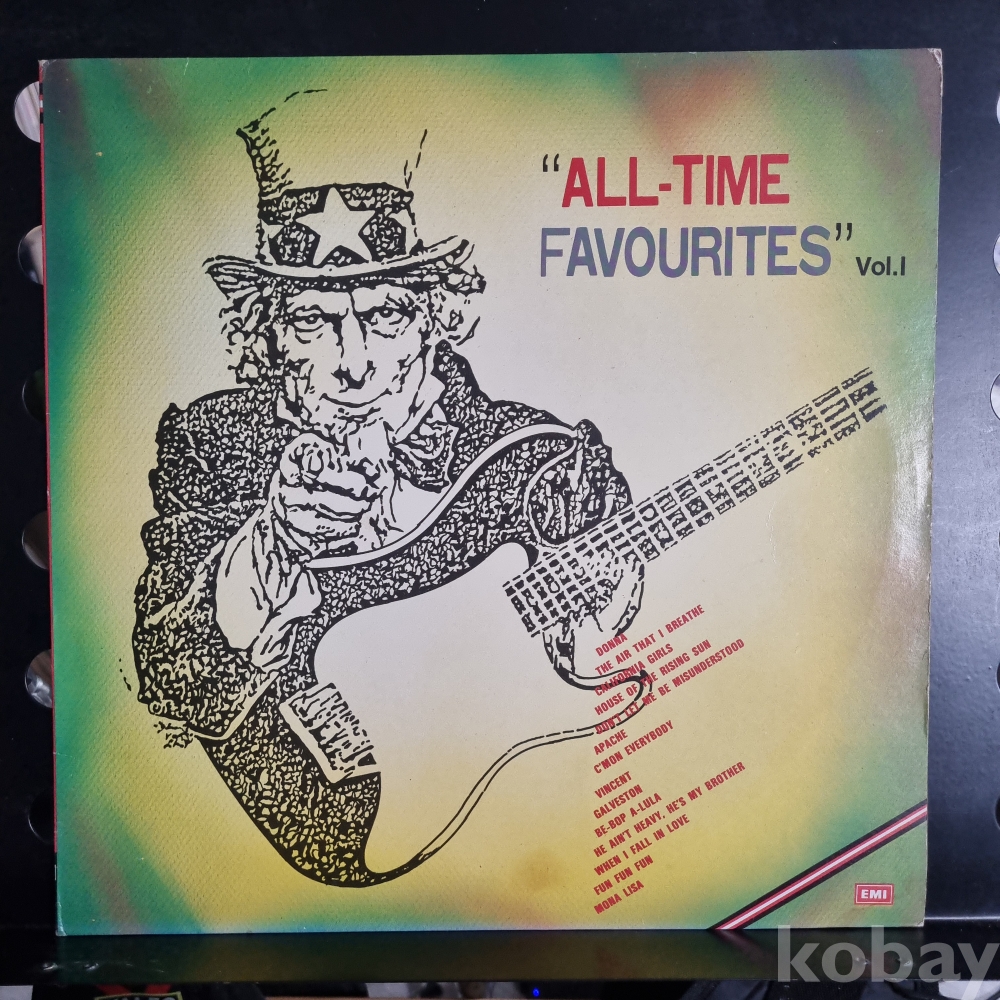 "ALL-TIME
FAVOURITES" Vol.I
DONNA
THE AIR THAT I BREATHE
CALIFORNIA GIRLS
HOUSE OF THE RISING SUN
DON'T LET ME BE MISUNDERSTOOD
APACHE
C'MON EVERYBODY
VINCENT
GALVESTON
BE-BOP A-LULA
HE AIN'T HEAVY, HE'S MY BROTHER
WHEN I FALL IN LOVE
FUN FUN FUN
MONA LISA
EMI
kobay